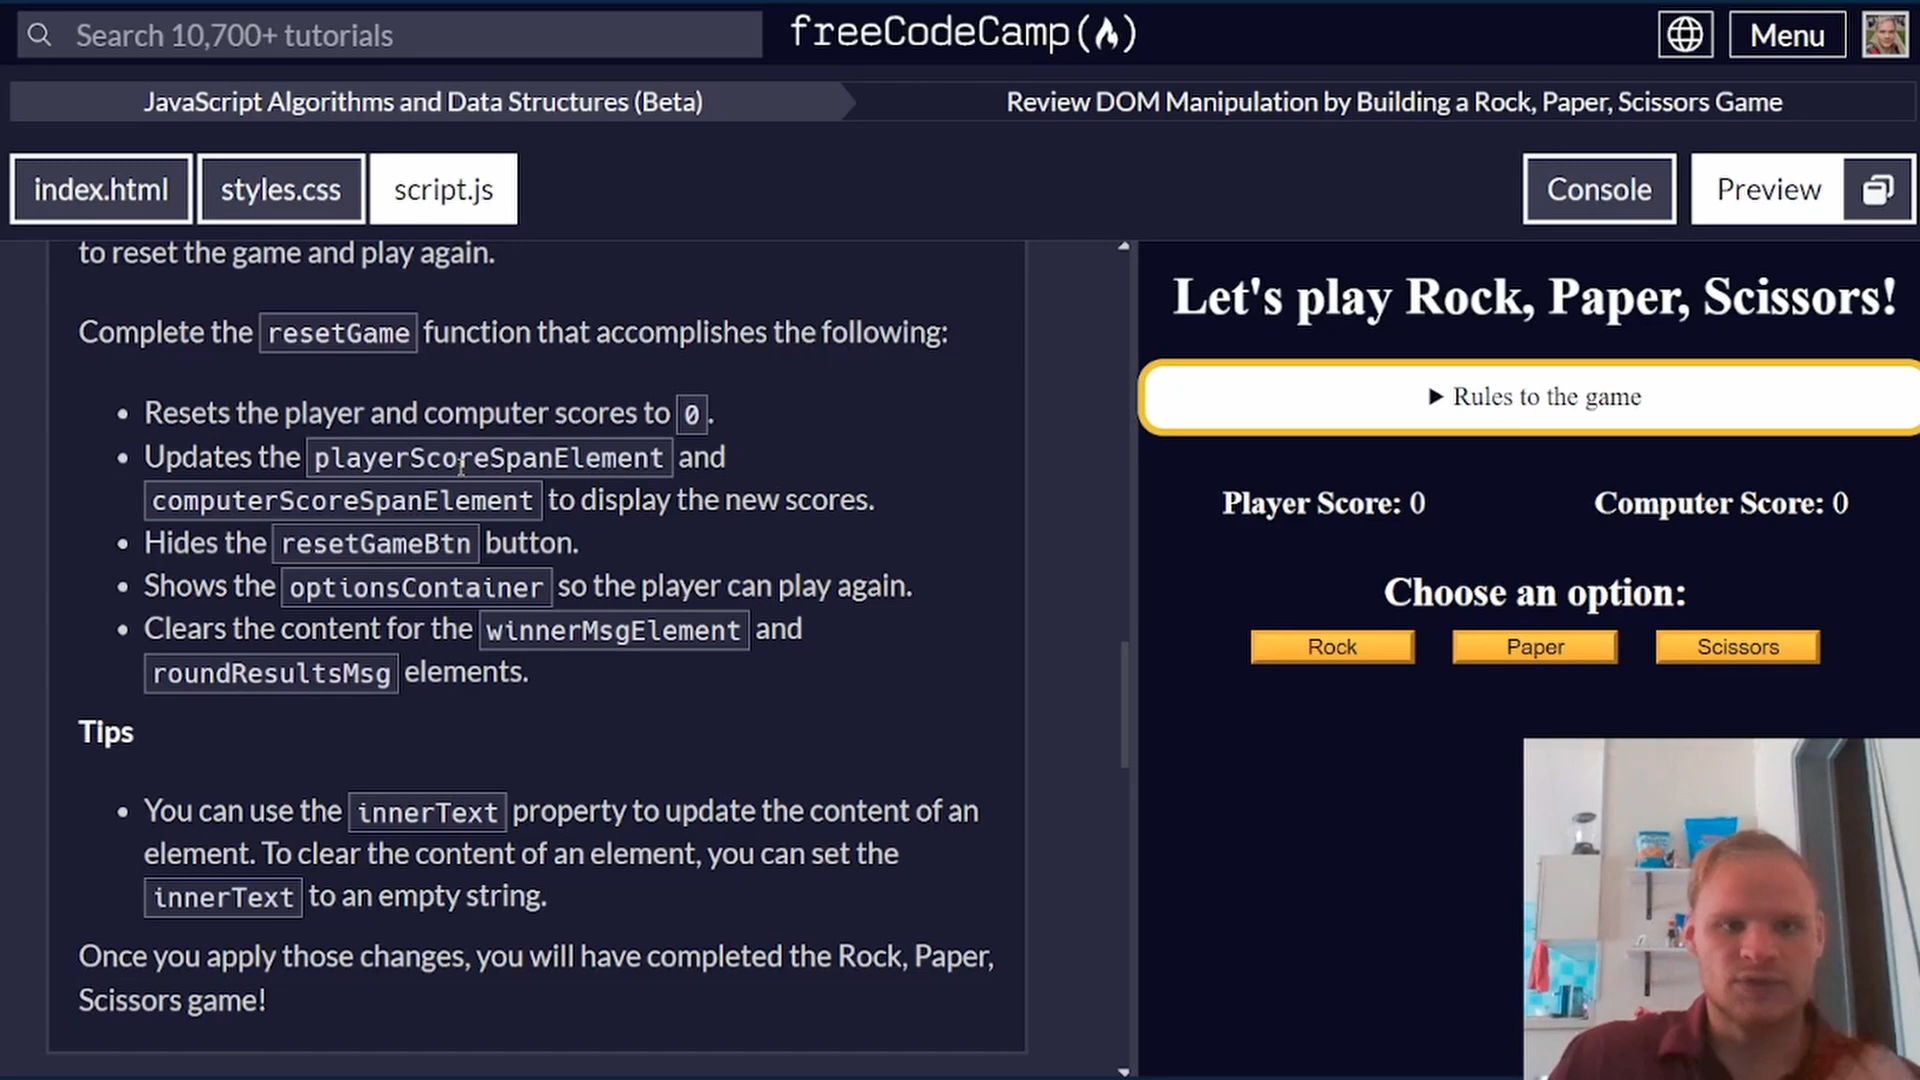 Search 10,700+ tutorials
freeCodeCamp
Menu
JavaScript Algorithms and Data Structures (Beta)
Review DOM Manipulation by Building a Rock, Paper, Scissors Game
index.html
styles.css
script.js
Console
Preview
to reset the game and play again.
Complete the resetGame function that accomplishes the following:
• Resets the player and computer scores to 0.
• Updates the playerScoreSpanElement and
computerScoreSpanElement to display the new scores.
• Hides the resetGameBtn button.
• Shows the optionsContainer so the player can play again.
• Clears the content for the winnerMsgElement and
roundResultsMsg elements.
Tips
• You can use the innerText property to update the content of an
element. To clear the content of an element, you can set the
innerText to an empty string.
Once you apply those changes, you will have completed the Rock, Paper,
Scissors game!
Let's play Rock, Paper, Scissors!
▶ Rules to the game
Player Score: 0
Computer Score: 0
Choose an option:
Rock
Paper
Scissors